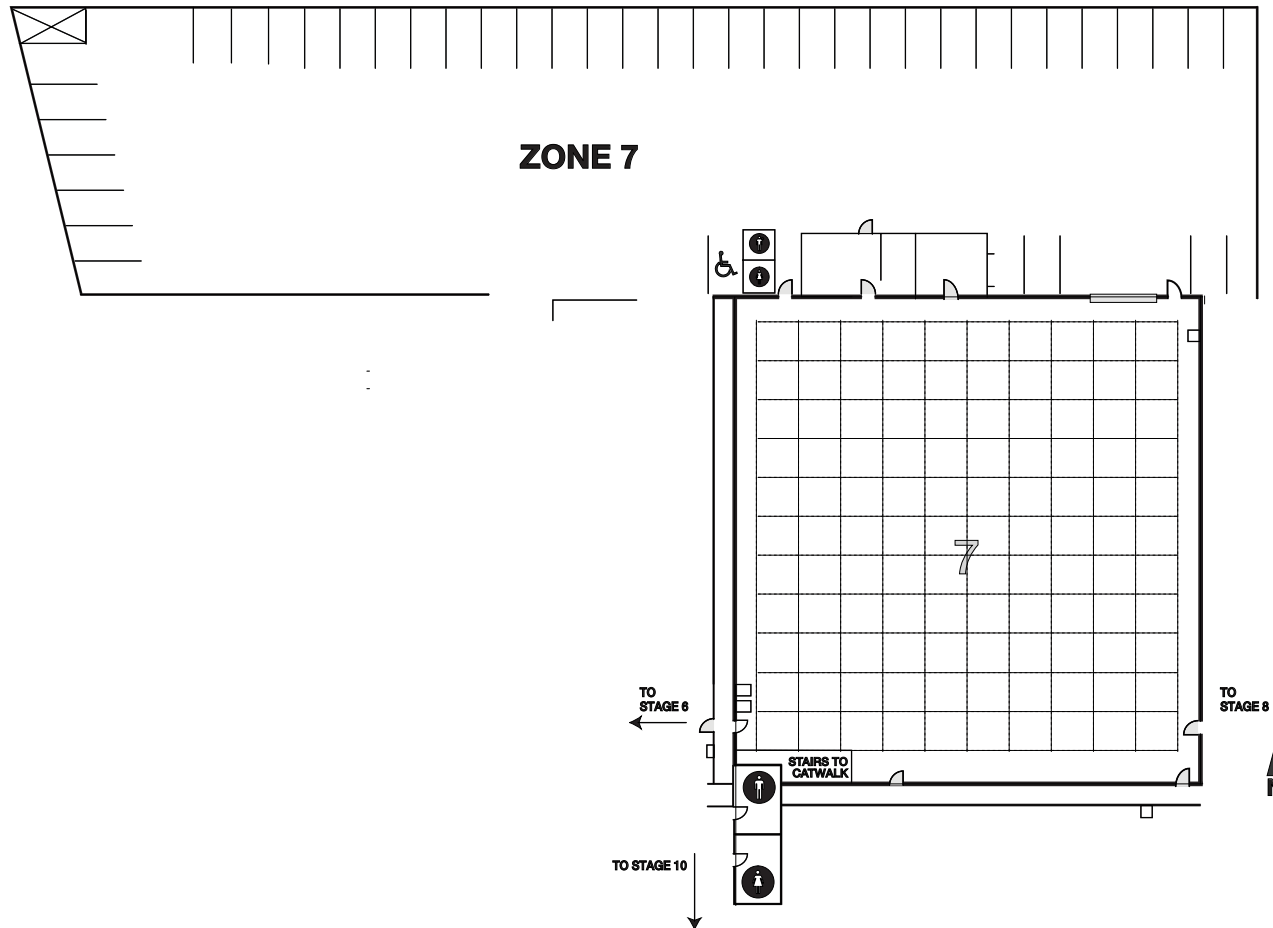 ZONE 7
7
TO
STAGE 6
TO
STAGE 8
STAIRS TO
CATWALK
TO STAGE 10